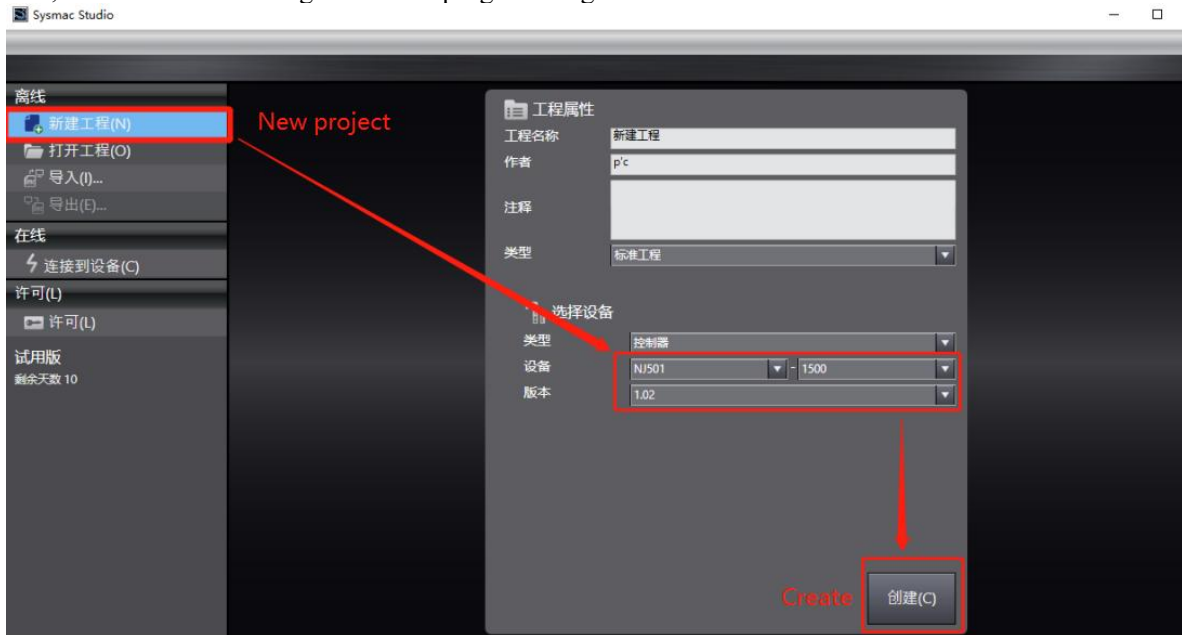 Sysmac Studio
离线
新建工程(N)
New project
打开工程(O)
导入(I)...
导出(E)...
在线
连接到设备(C)
许可(L)
许可(L)
试用版
剩余天数 10
工程属性
工程名称 新建工程
作者 p'c
注释
类型 标准工程
选择设备
类型 控制器
设备 NJ501 - 1500
版本 1.02
Create 创建(C)